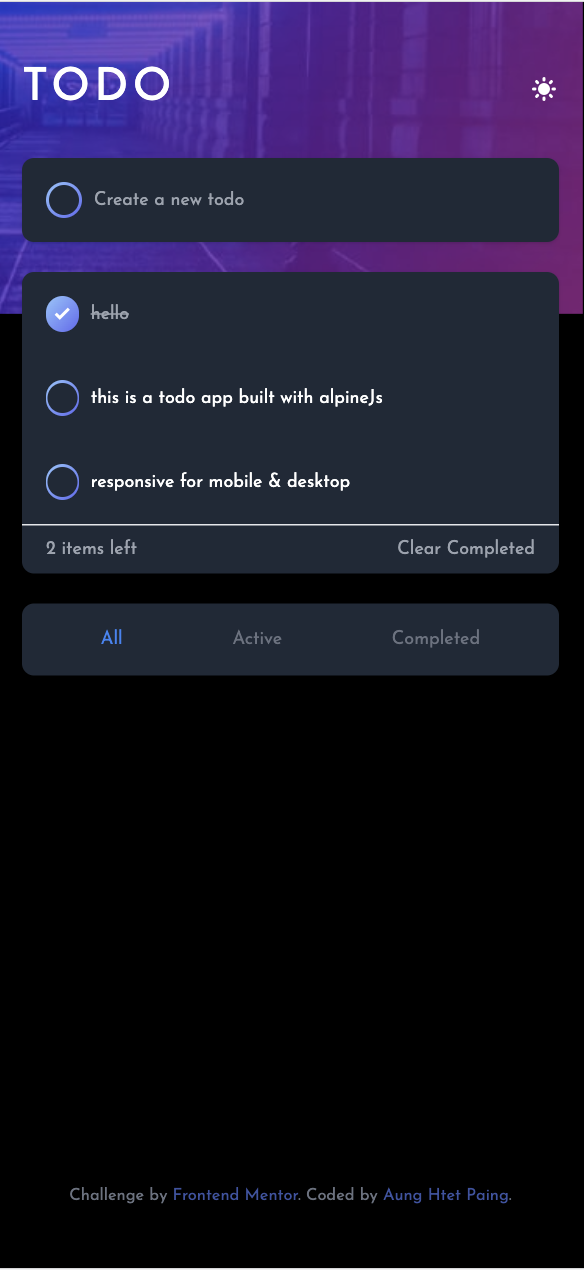 TODO
Create a new todo
hello
this is a todo app built with alpineJs
responsive for mobile & desktop
2 items left Clear Completed
All Active Completed
Challenge by Frontend Mentor. Coded by Aung Htet Paing.